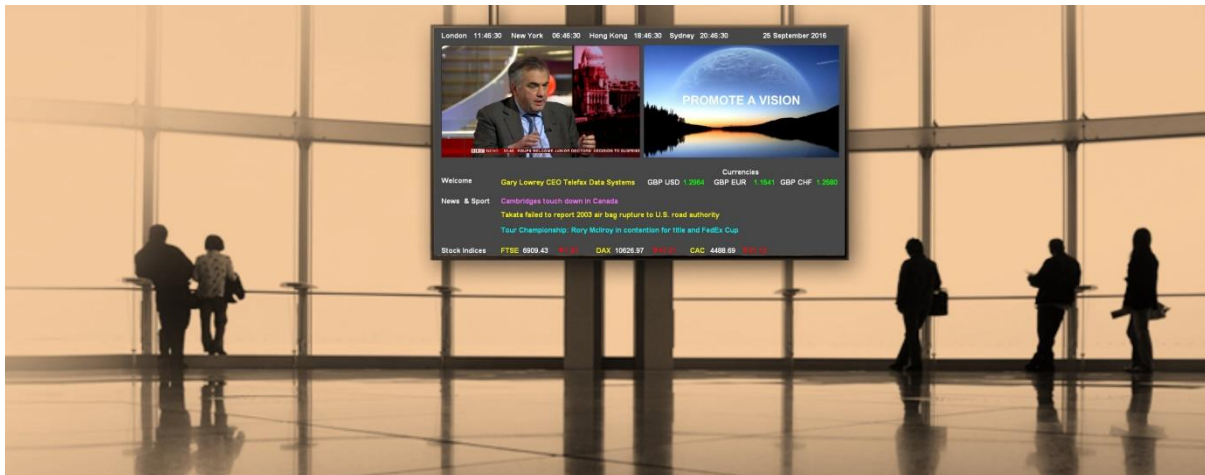 London 11:46:30 New York 06:46:30 Hong Kong 18:46:30 Sydney 20:46:30 25 September 2016
PROMOTE A VISION
BBC NEWS
Currencies
Welcome Gary Lowrey CEO Telefax Data Systems GBP USD 1.2964 GBP EUR 1.1541 GBP CHF 1.2580
News & Sport Cambridges touch down in Canada
Takata failed to report 2003 air bag rupture to U.S. road authority
Tour Championship: Rory McIlroy in contention for title and FedEx Cup
Stock Indices FTSE 6909.43 DAX 10626.97 CAC 4488.69